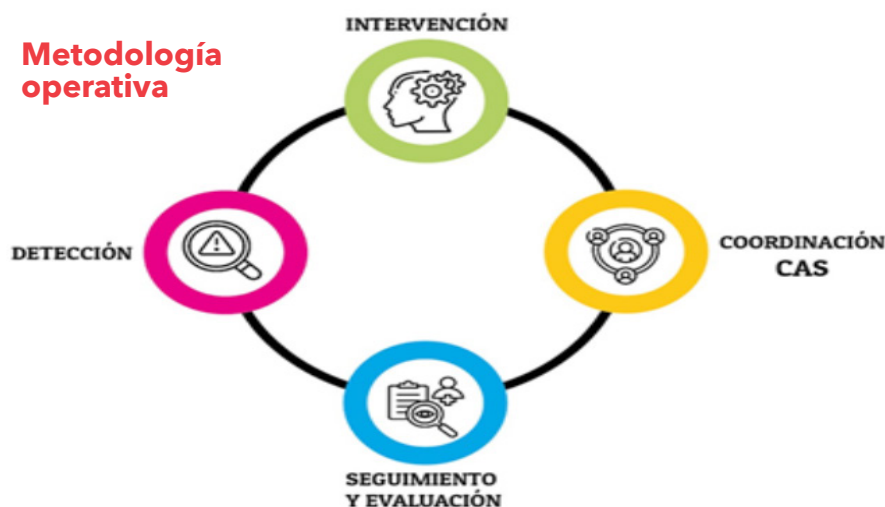 Metodología
operativa
INTERVENCIÓN
DETECCIÓN
COORDINACIÓN
CAS
SEGUIMIENTO
Y EVALUACIÓN